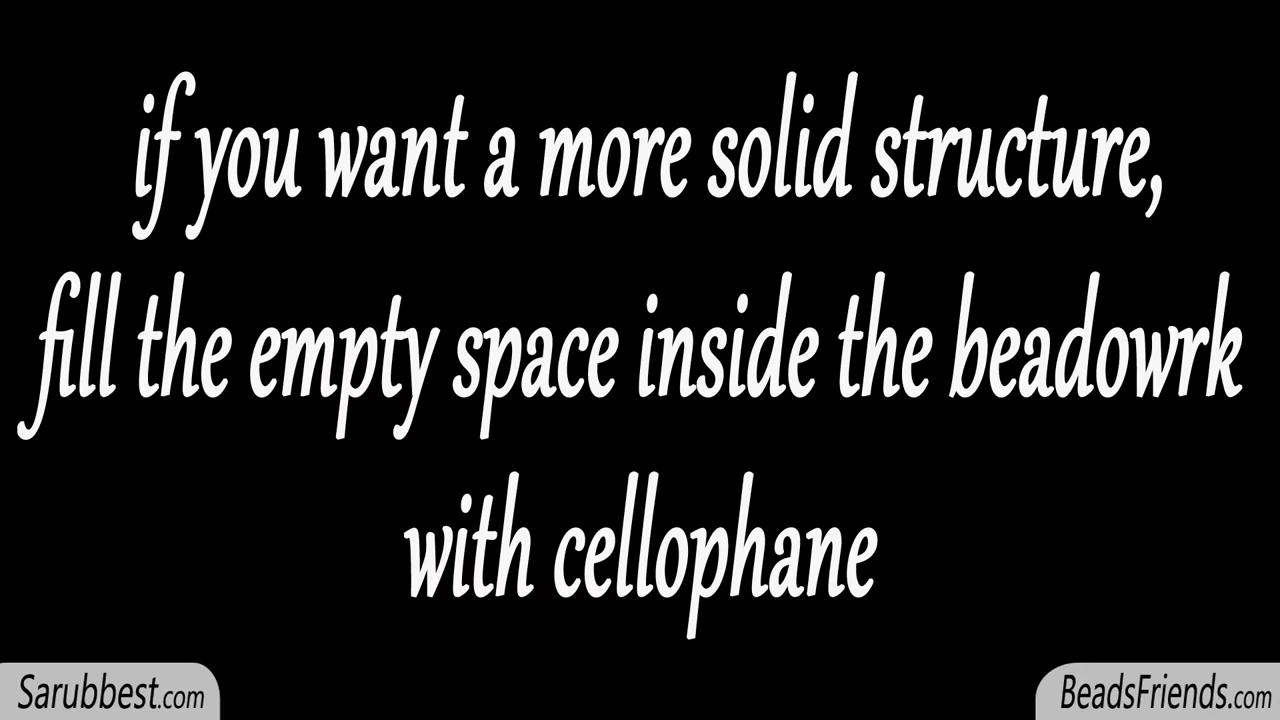 if you want a more solid structure,
fill the empty space inside the beadowrk
with cellophane
Sarubbest.com
BeadsFriends.com